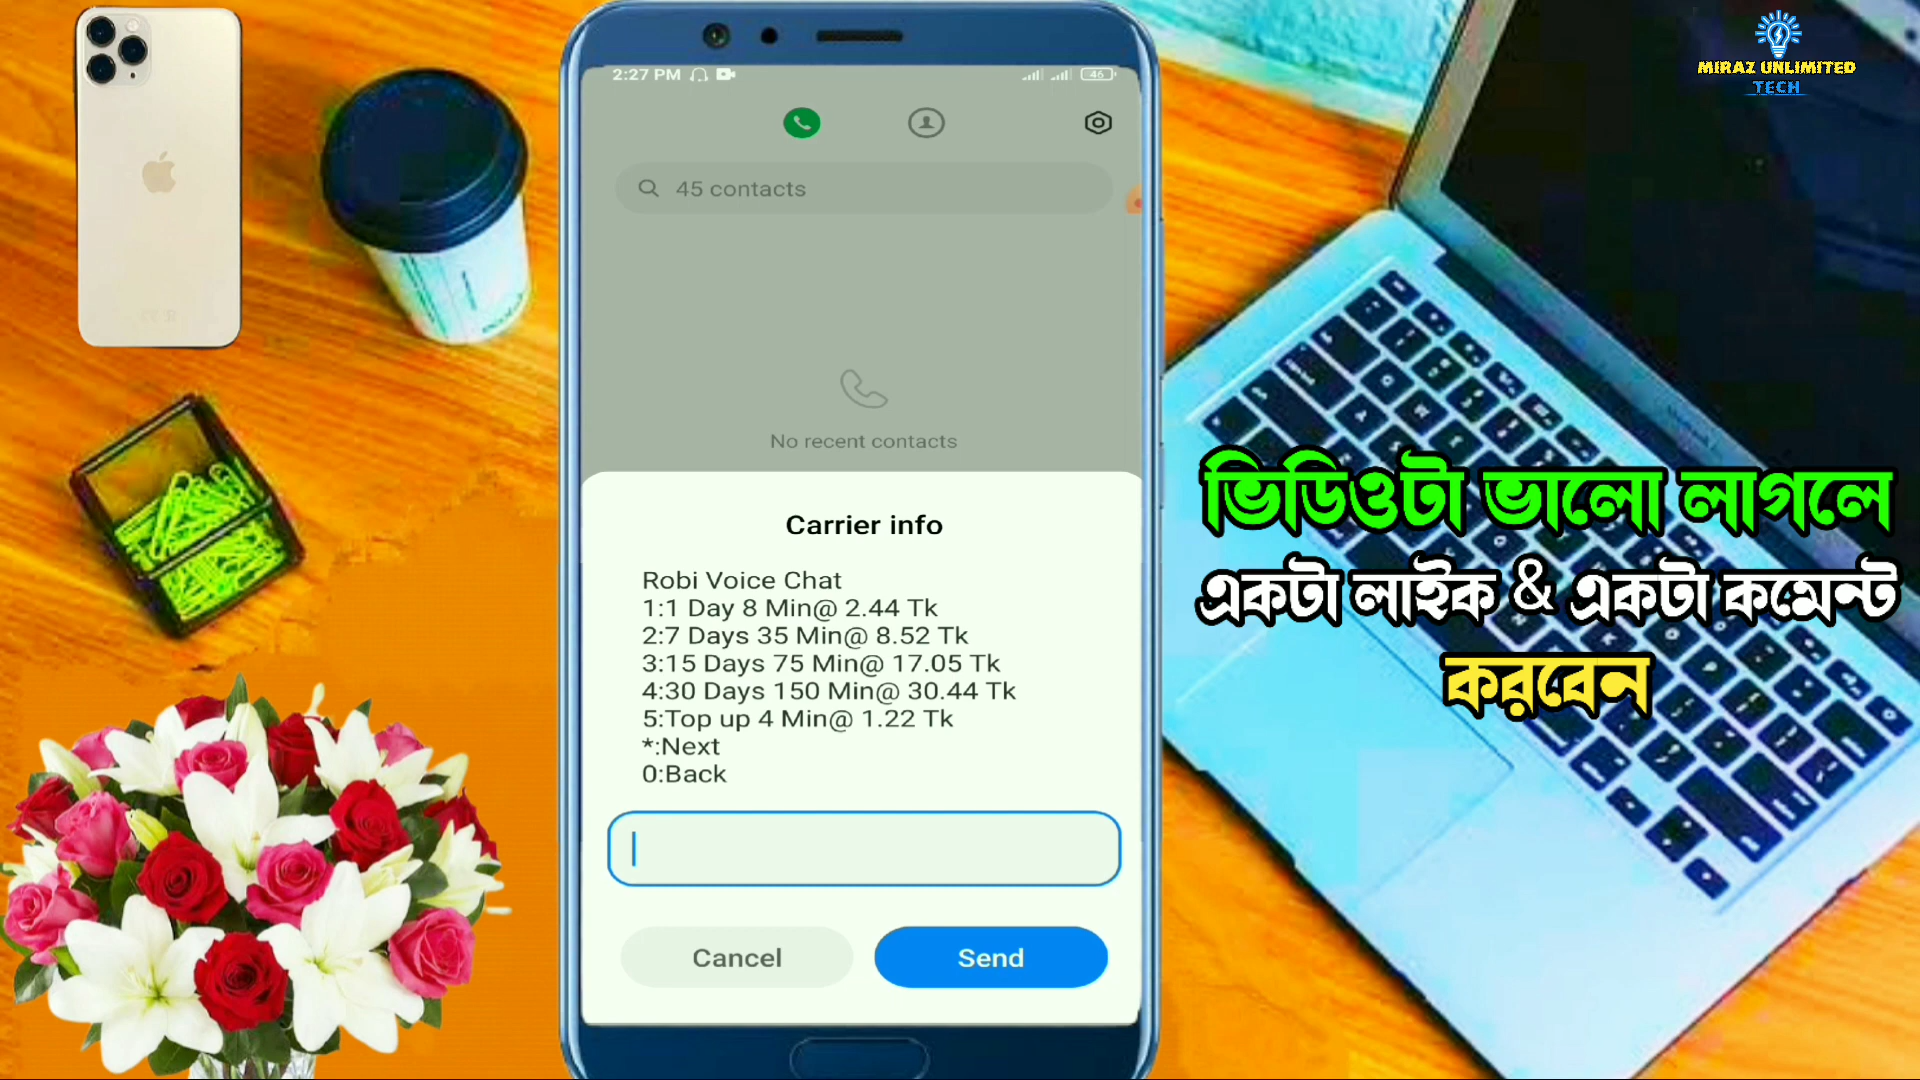 2:27 PM
46
45 contacts
No recent contacts
Carrier info
Robi Voice Chat
1:1 Day 8 Min@ 2.44 Tk
2:7 Days 35 Min@ 8.52 Tk
3:15 Days 75 Min@ 17.05 Tk
4:30 Days 150 Min@ 30.44 Tk
5:Top up 4 Min@ 1.22 Tk
*:Next
0:Back
Cancel
Send
MIRAZ UNLIMITED
TECH
ভিডিওটা ভালো লাগলে
একটা লাইক & একটা কমেন্ট
করবেন